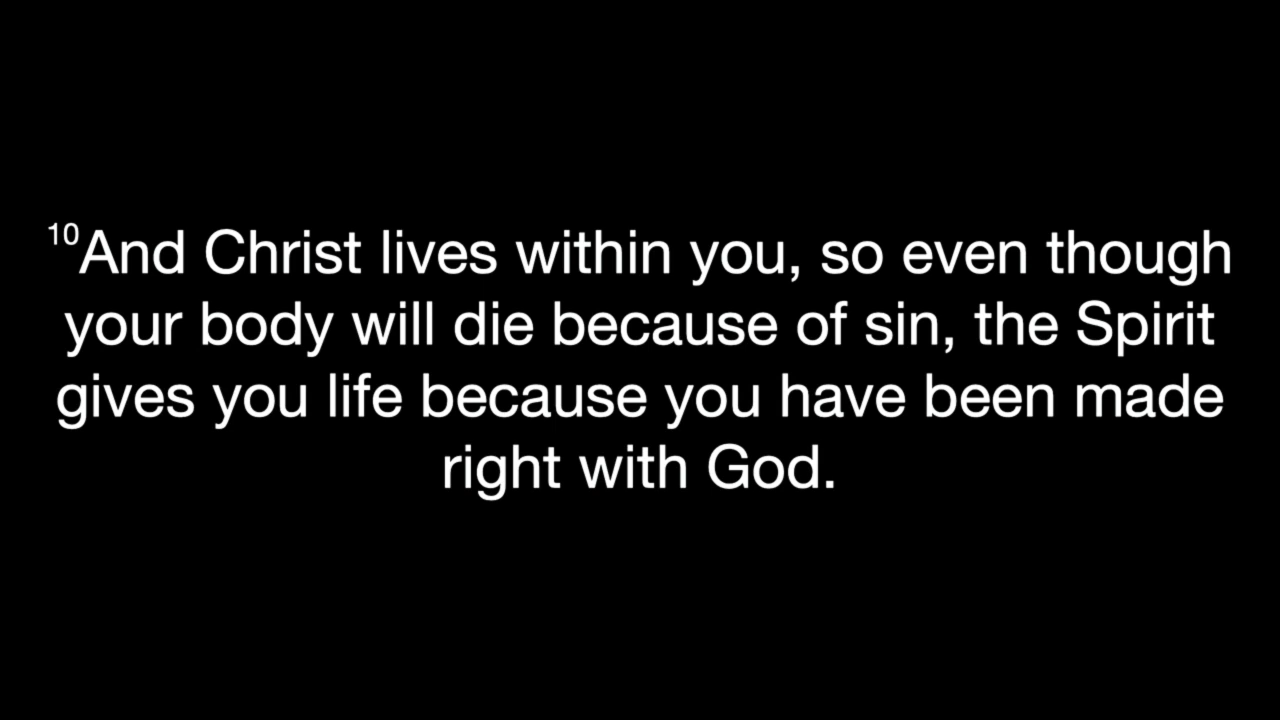 10And Christ lives within you, so even though
your body will die because of sin, the Spirit
gives you life because you have been made
right with God.